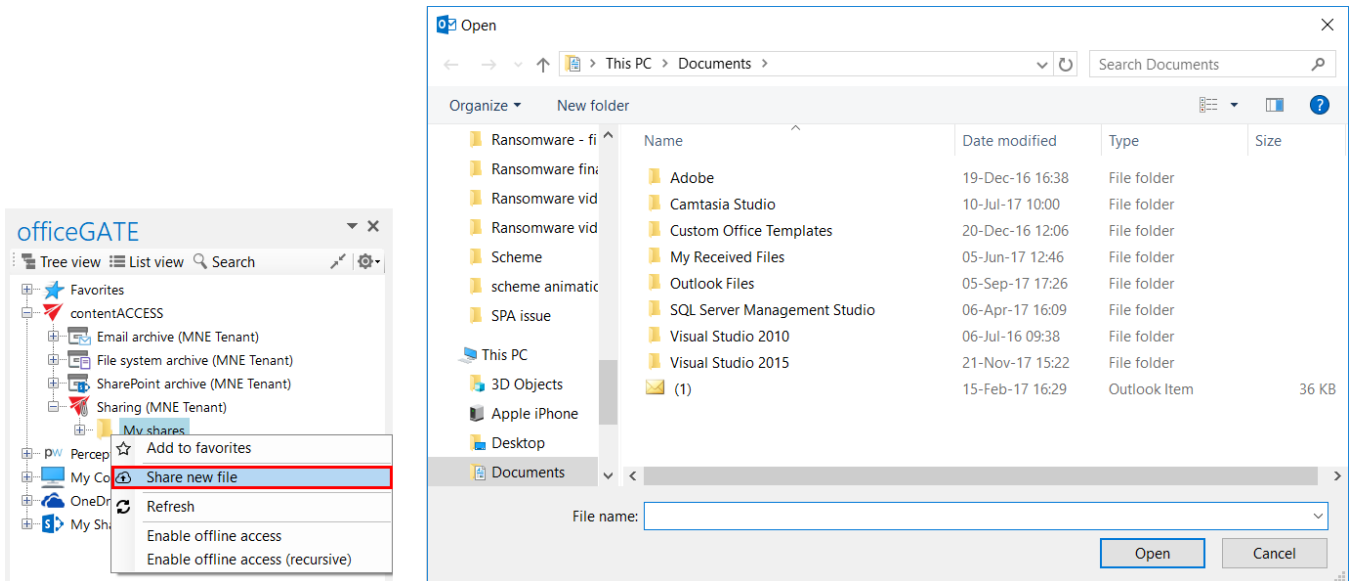 officeGATE
Tree view List view Search
Favorites
contentACCESS
Email archive (MNE Tenant)
File system archive (MNE Tenant)
SharePoint archive (MNE Tenant)
Sharing (MNE Tenant)
My shares
Percep
My Co
OneDr
My Sha
Add to favorites
Share new file
Refresh
Enable offline access
Enable offline access (recursive)
Open
This PC > Documents >
Search Documents
Organize New folder
Ransomware - fi
Ransomware fina
Ransomware vid
Ransomware vid
Scheme
scheme animatic
SPA issue
This PC
3D Objects
Apple iPhone
Desktop
Documents
Name Date modified Type Size
Adobe 19-Dec-16 16:38 File folder
Camtasia Studio 10-Jul-17 10:00 File folder
Custom Office Templates 20-Dec-16 12:06 File folder
My Received Files 05-Jun-17 12:46 File folder
Outlook Files 05-Sep-17 17:26 File folder
SQL Server Management Studio 06-Apr-17 16:09 File folder
Visual Studio 2010 06-Jul-16 09:38 File folder
Visual Studio 2015 21-Nov-17 15:22 File folder
(1) 15-Feb-17 16:29 Outlook Item 36 KB
File name:
Open Cancel